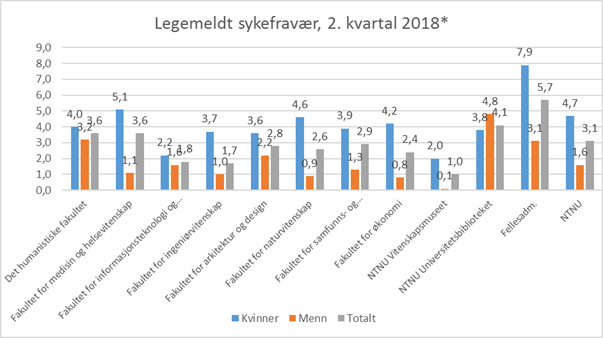 Legemeldt sykefravær, 2. kvartal 2018*
9,0
8,0
7,0
6,0
5,0
4,0
3,0
2,0
1,0
0,0
4,0 3,2 3,6
5,1 1,1 3,6
2,2 1,6 1,8
3,7 1,0 1,7
3,6 2,2 2,8
4,6 0,9 2,6
3,9 1,3 2,9
4,2 0,8 2,4
2,0 0,1 1,0
3,8 4,8 4,1
7,9 3,1 5,7
4,7 1,6 3,1
Det humanistiske fakultet
Fakultet for medisin og helsevitenskap
Fakultet for informasjonsteknologi og...
Fakultet for ingeniørvitenskap
Fakultet for arkitektur og design
Fakultet for naturvitenskap
Fakultet for samfunns- og...
Fakultet for økonomi
NTNU Vitenskapsmuseet
NTNU Universitetsbiblioteket
Fellesadm.
NTNU
Kvinner Menn Totalt